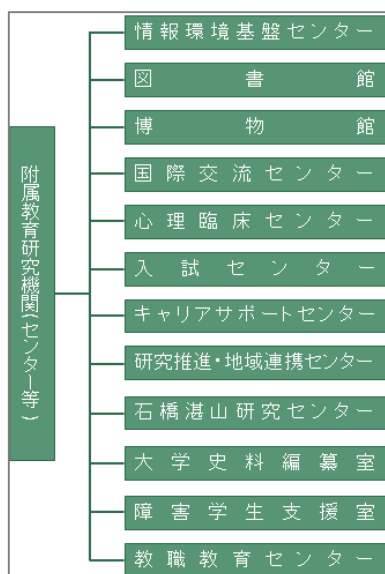 附属教育研究機関(センター等)
情報環境基盤センター
図書館
博物館
国際交流センター
心理臨床センター
入試センター
キャリアサポートセンター
研究推進・地域連携センター
石橋湛山研究センター
大学史料編纂室
障害学生支援室
教職教育センター